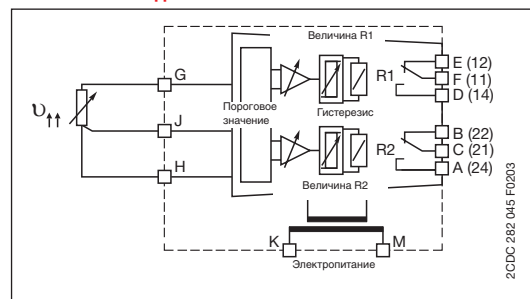 Величина R1
G
J
H
ʋ↑↑
Пороговое
значение
Гистерезис
R1
R2
E (12)
F (11)
D (14)
B (22)
C (21)
A (24)
Величина R2
K
M
Электропитание
2CDC 282 045 F0203